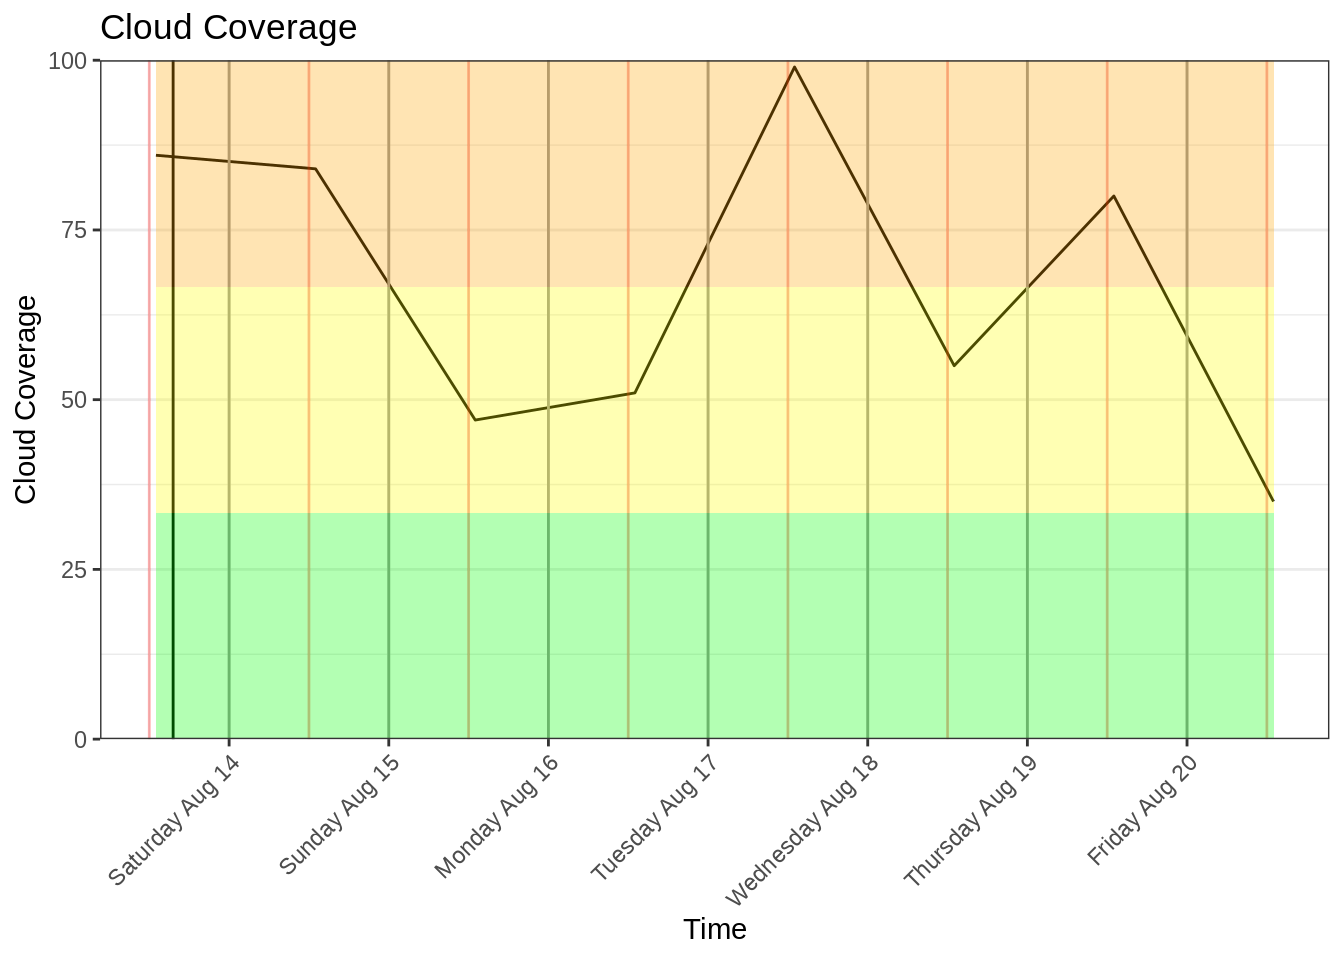 Cloud Coverage
Cloud Coverage
100
75
50
25
0
Saturday Aug 14
Sunday Aug 15
Monday Aug 16
Tuesday Aug 17
Wednesday Aug 18
Thursday Aug 19
Friday Aug 20
Time